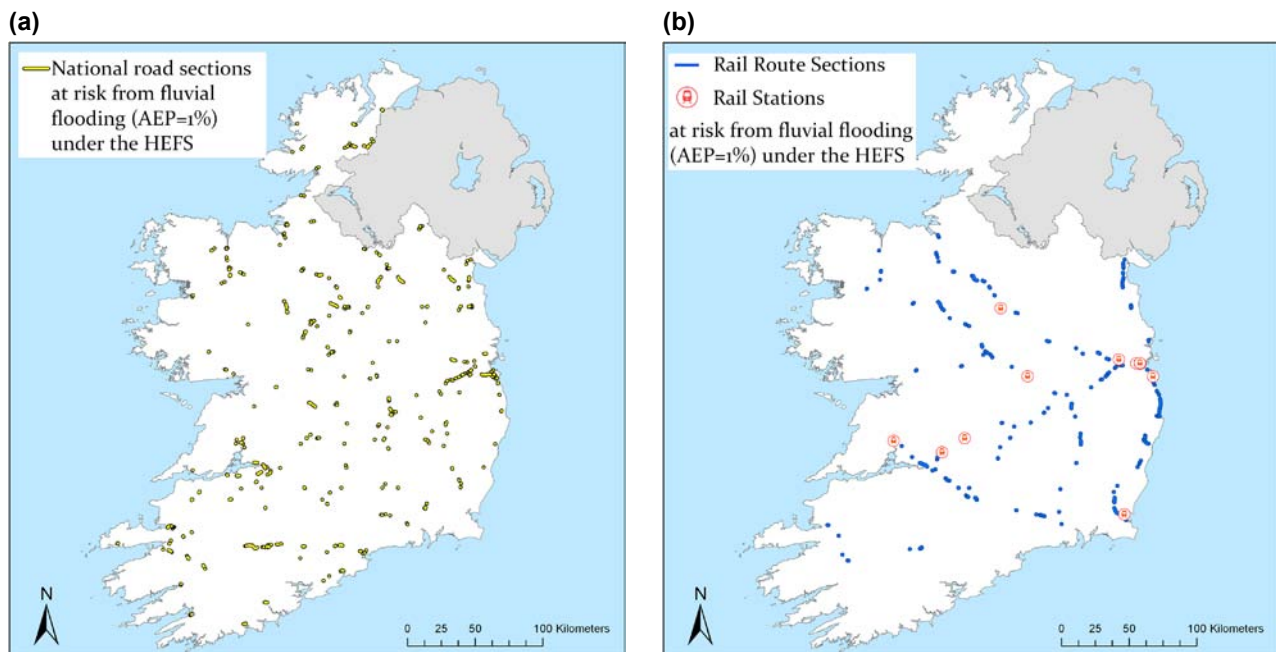 (a)
National road sections
at risk from fluvial
flooding (AEP=1%)
under the HEFS
N
0 25 50 100 Kilometers
(b)
Rail Route Sections
Rail Stations
at risk from fluvial flooding
(AEP=1%) under the HEFS
N
0 25 50 100 Kilometers